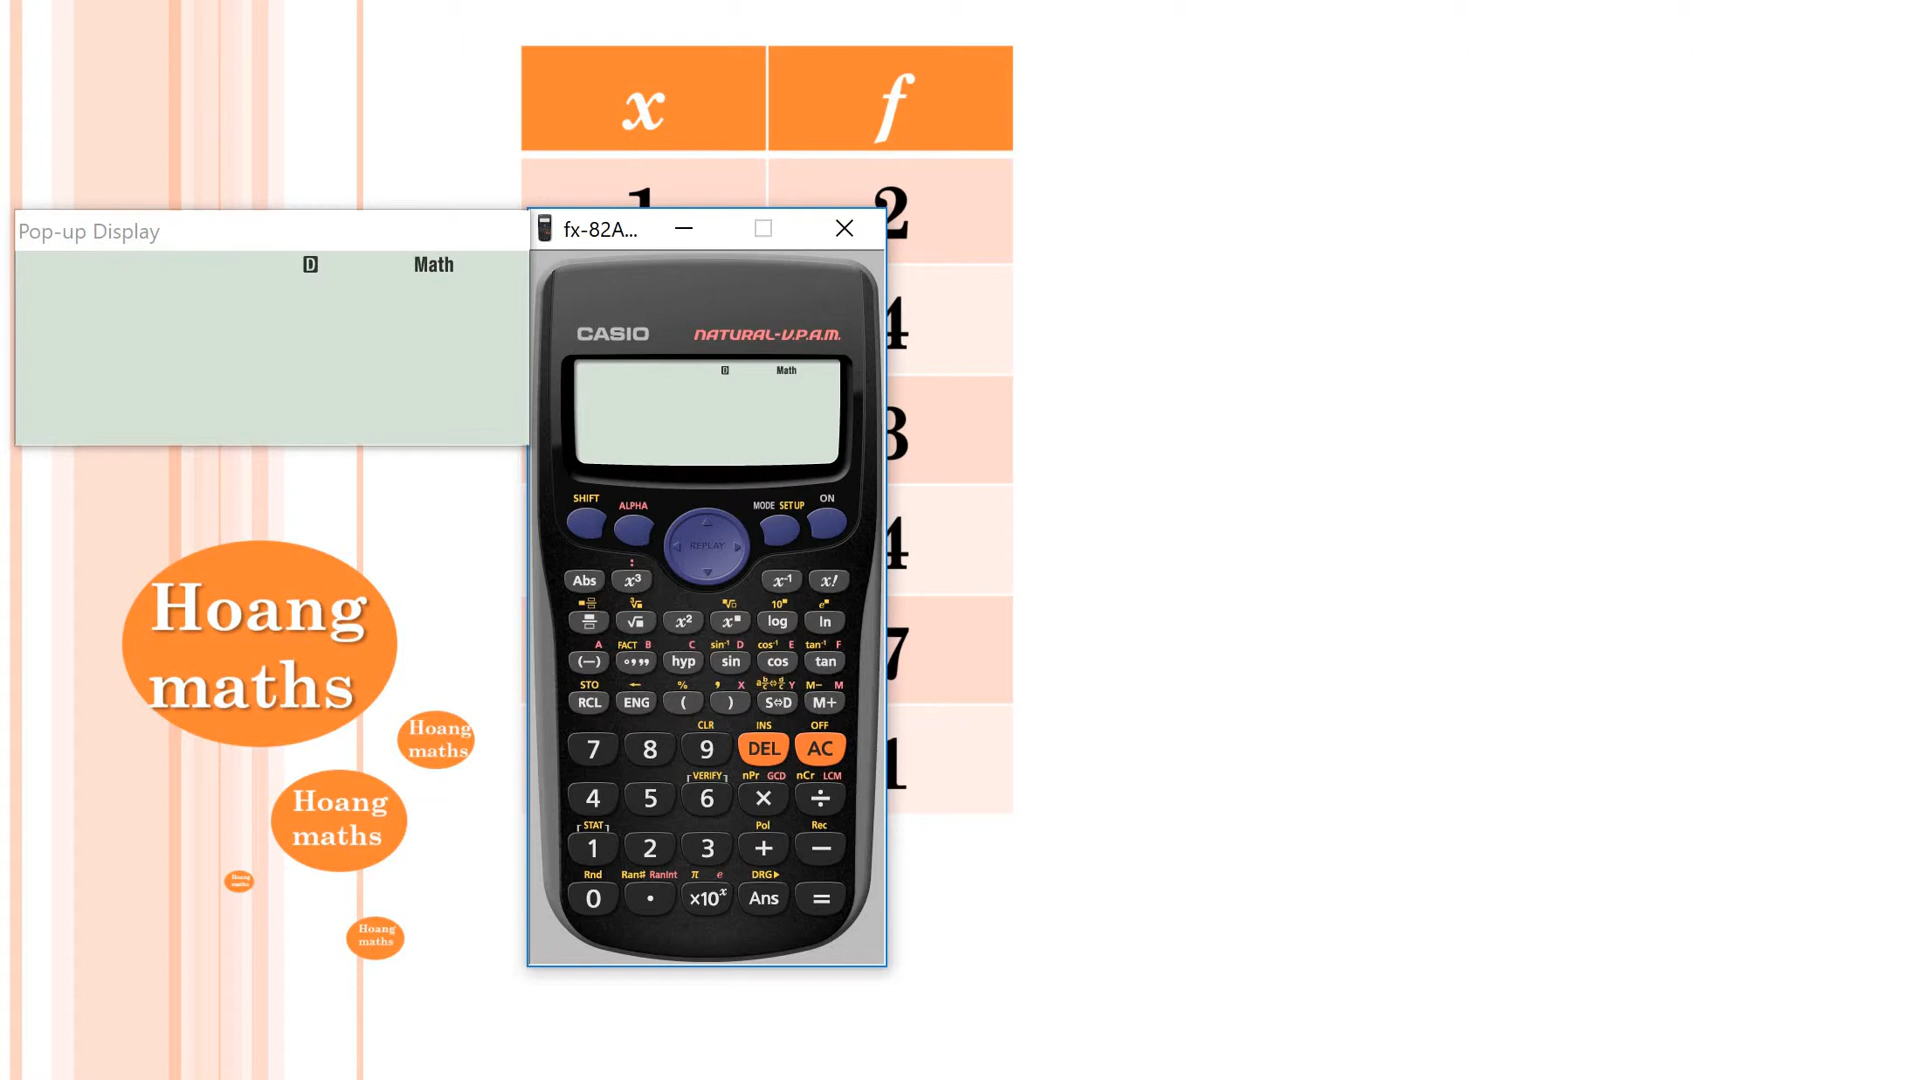 x f
1 2
Pop-up Display
fx-82A...
D Math
4
CASIO NATURAL-V.P.A.M.
D Math
3
SHIFT ALPHA MODE SETUP ON
REPLAY
4
Abs x³ x⁻¹ x!
√ x² x■ log ln
10■ e■
A FACT B C sin⁻¹ D cos⁻¹ E tan⁻¹ F
(−) °,,, hyp sin cos tan
7
STO ← % , X a b/c⇔d/c Y M− M
RCL ENG ( ) S⇔D M+
CLR INS OFF
7 8 9 DEL AC
1
VERIFY nPr GCD nCr LCM
4 5 6 × ÷
STAT Pol Rec
1 2 3 + −
Rnd Ran# RanInt π e DRG▶
0 . ×10ˣ Ans =
Hoang
maths
Hoang
maths
Hoang
maths
Hoang
maths
Hoang
maths